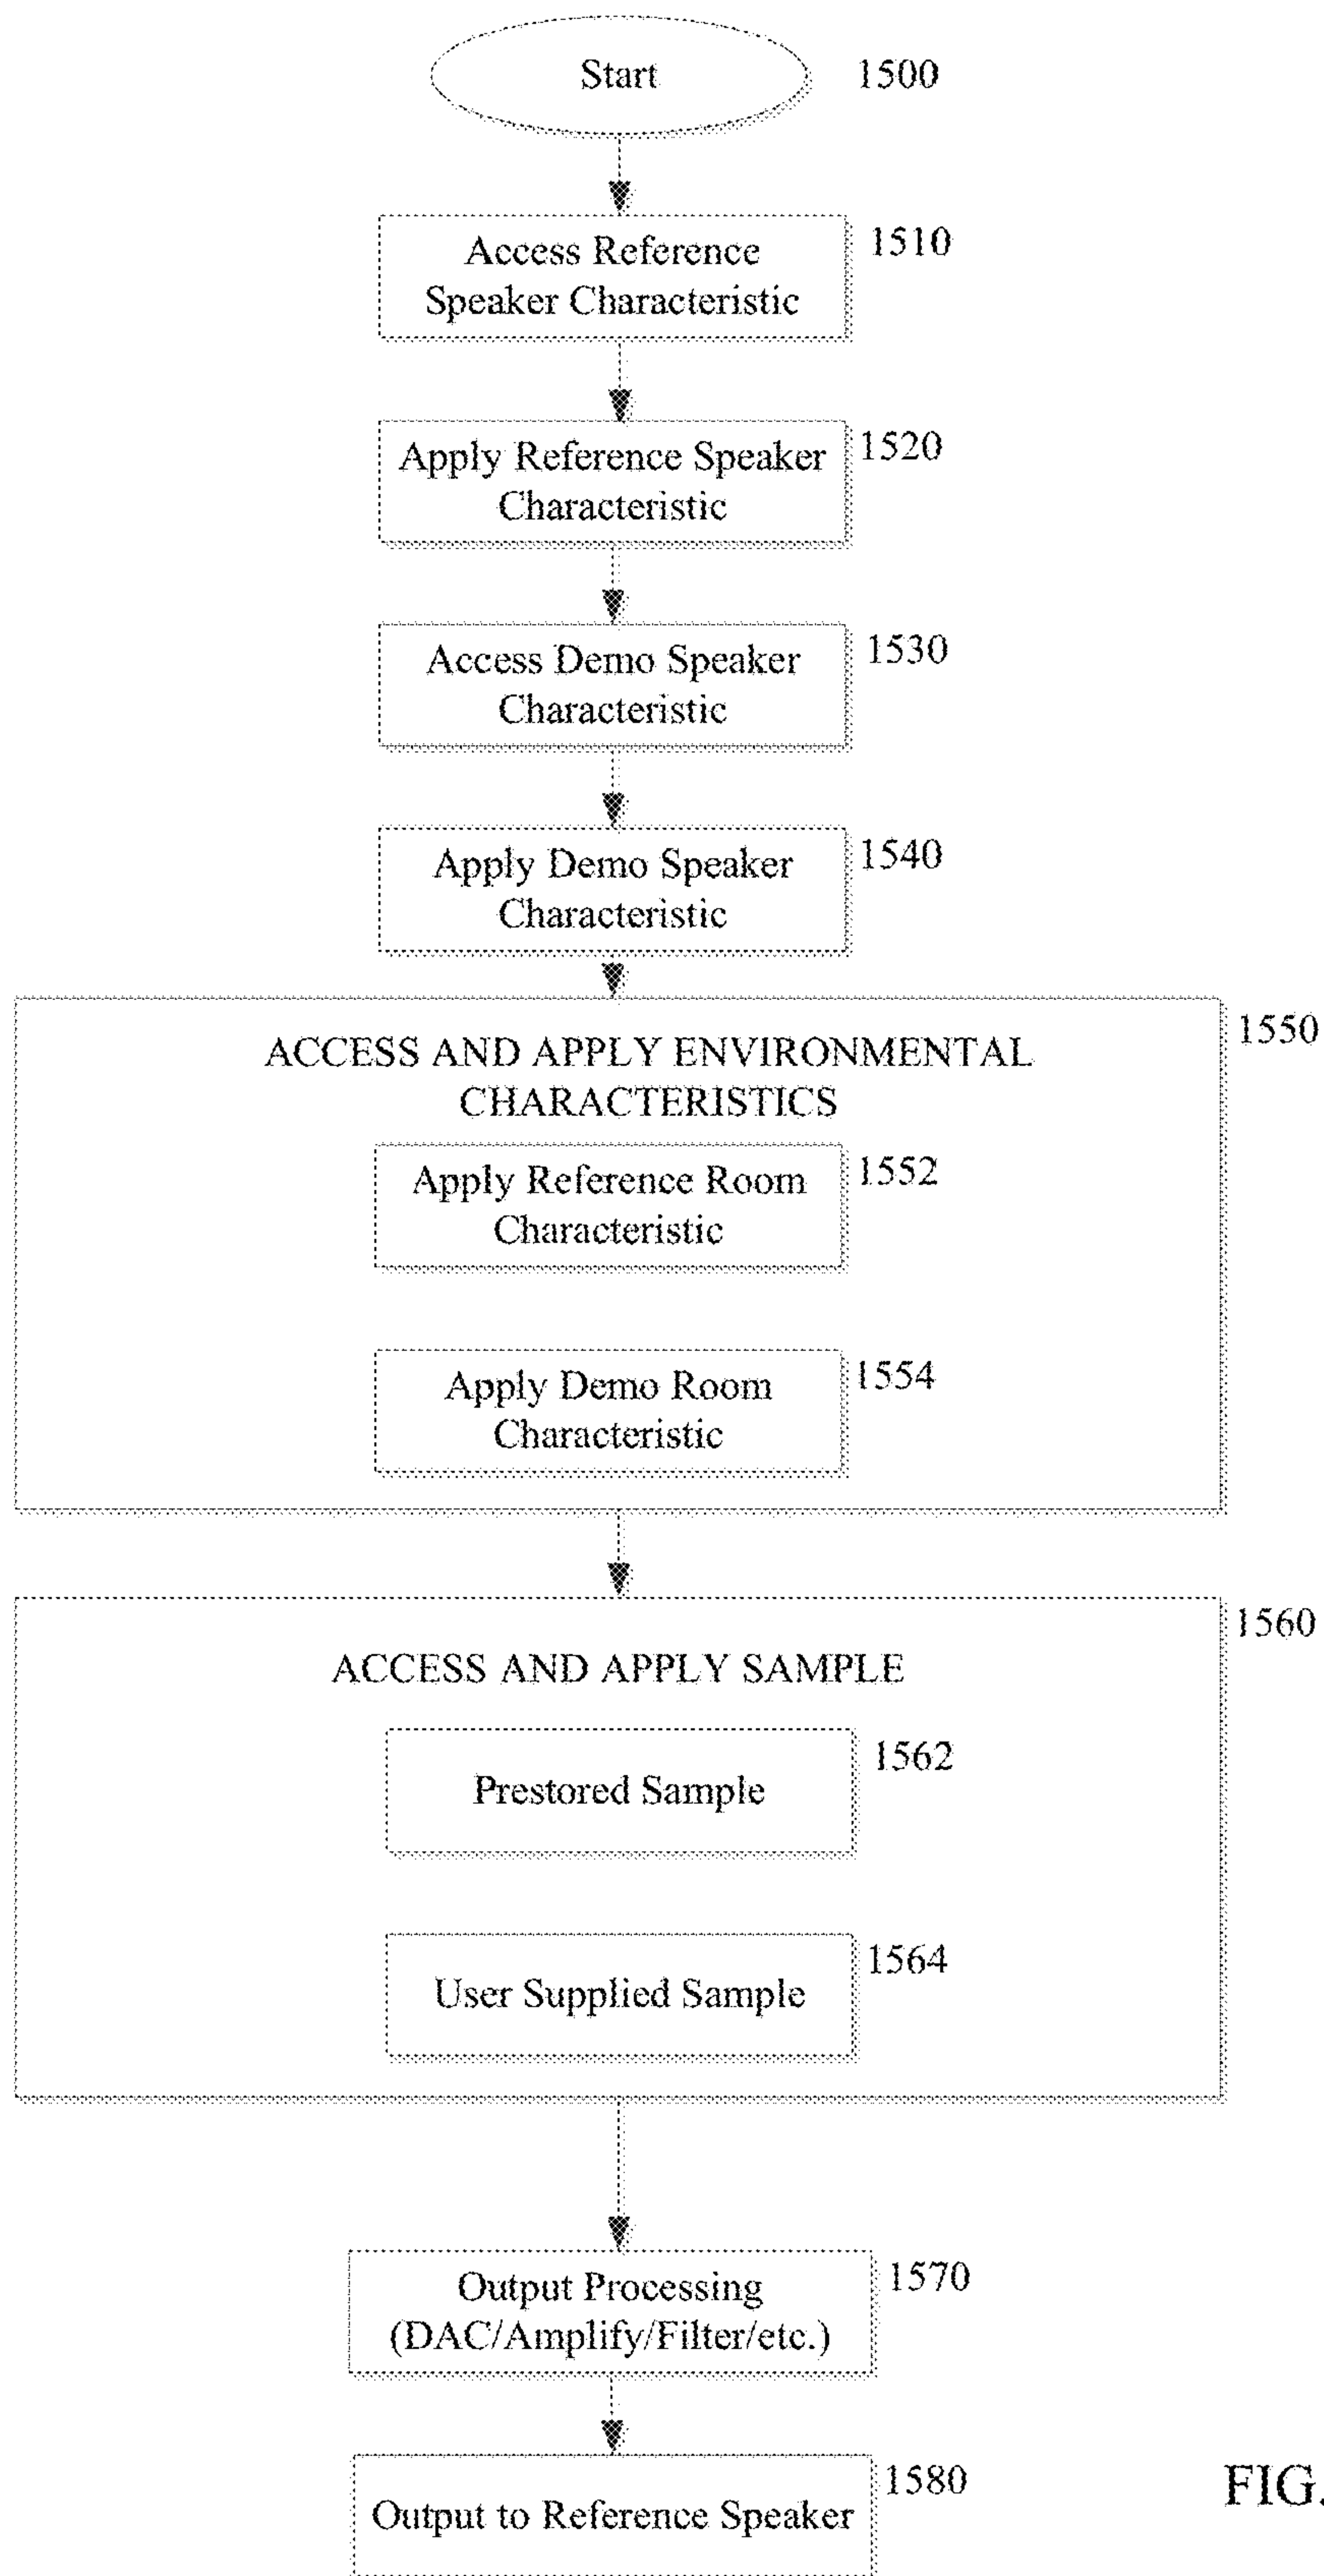 Start
1500
Access Reference
Speaker Characteristic
1510
Apply Reference Speaker
Characteristic
1520
Access Demo Speaker
Characteristic
1530
Apply Demo Speaker
Characteristic
1540
ACCESS AND APPLY ENVIRONMENTAL
CHARACTERISTICS
1550
Apply Reference Room
Characteristic
1552
Apply Demo Room
Characteristic
1554
ACCESS AND APPLY SAMPLE
1560
Prestored Sample
1562
User Supplied Sample
1564
Output Processing
(DAC/Amplify/Filter/etc.)
1570
Output to Reference Speaker
1580
FIG.